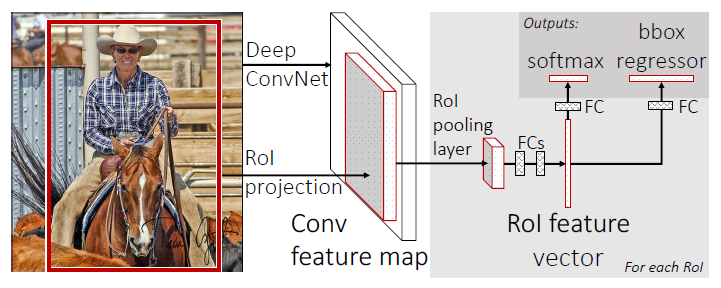 Deep
ConvNet
RoI
projection
Conv
feature map
RoI
pooling
layer
FCs
RoI feature
vector
Outputs:
softmax
bbox
regressor
FC
FC
For each RoI